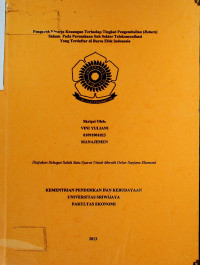 Pengaruh Kinerja Keuangan Terhadap Tingkat Pengembalian (Return)
Saham Pada Perusahaan Sub Sektor Telekomunikasi
Yang Terdaftar di Bursa Efek Indonesia
Skripsi Oleh:
VINI YULIANI
MANAJEMEN
Diajukan Sebagai Salah Satu Syarat Untuk Meraih Gelar Sarjana Ekonomi
KEMENTRIAN PENDIDIKAN DAN KEBUDAYAAN
UNIVERSITAS SRIWIJAYA
FAKULTAS EKONOMI
2013